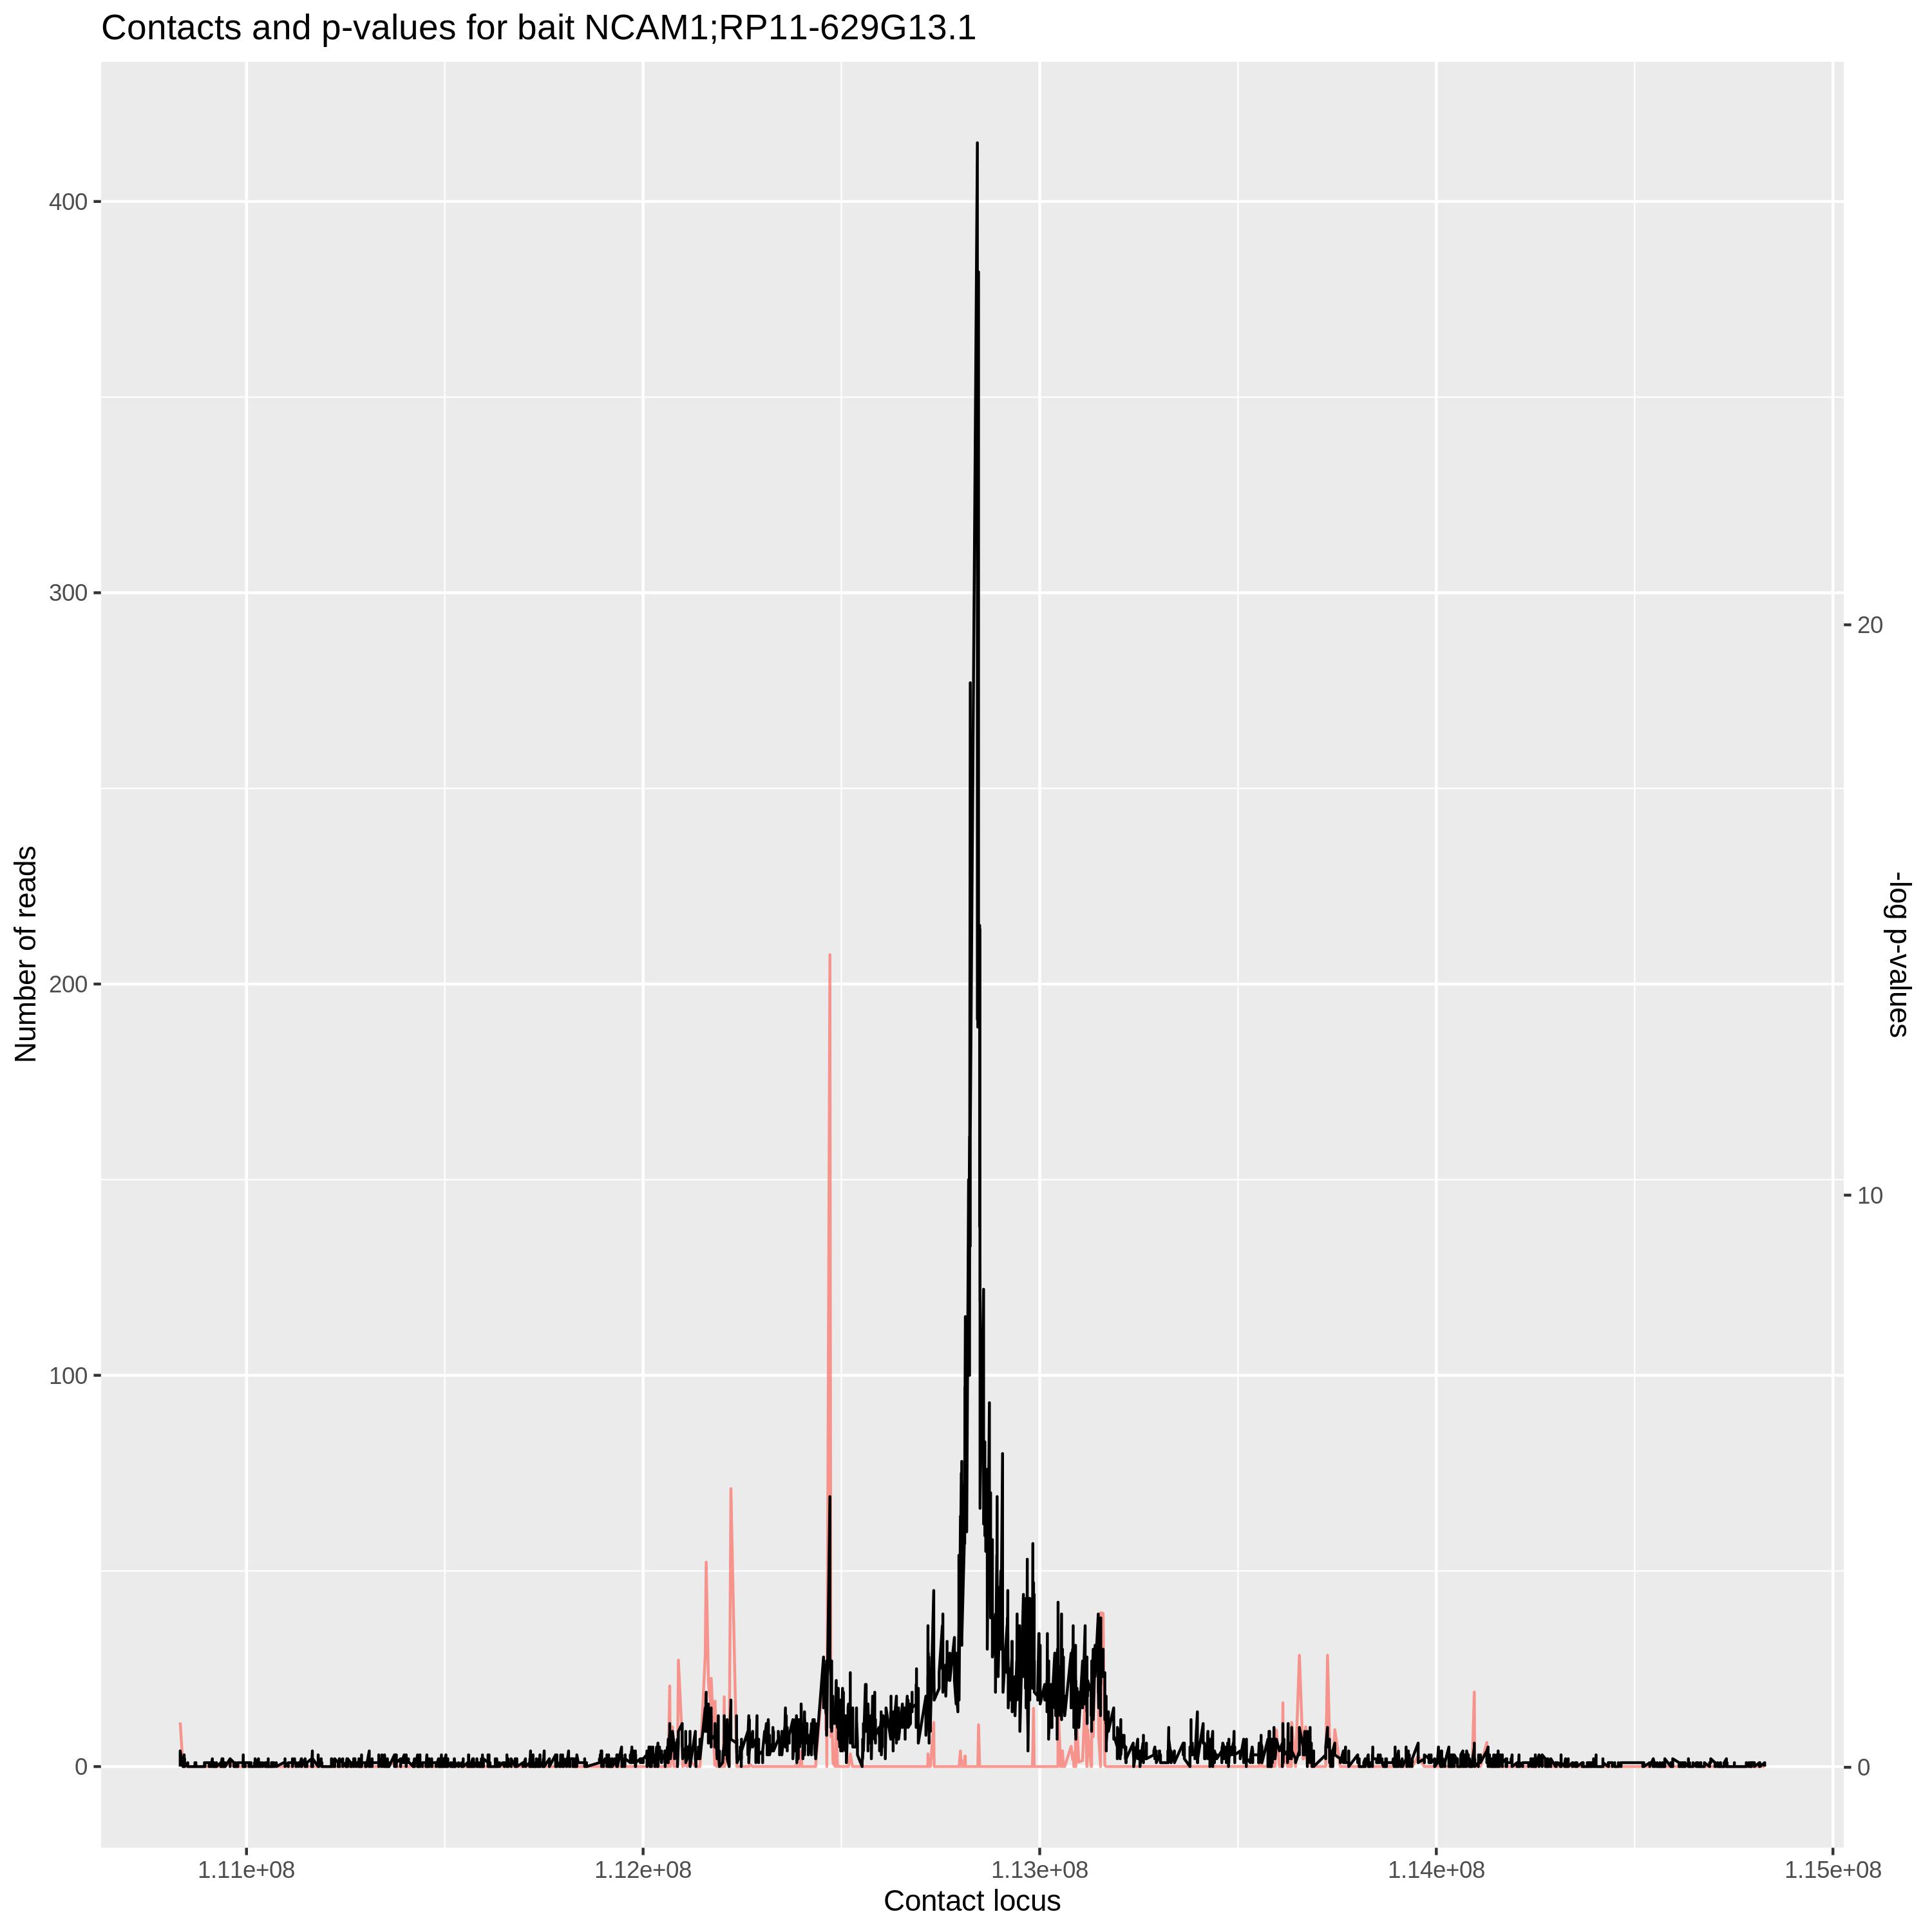 Contacts and p-values for bait NCAM1;RP11-629G13.1
Number of reads
400
300
200
100
0
20
10
0
-log p-values
1.11e+08
1.12e+08
1.13e+08
1.14e+08
1.15e+08
Contact locus